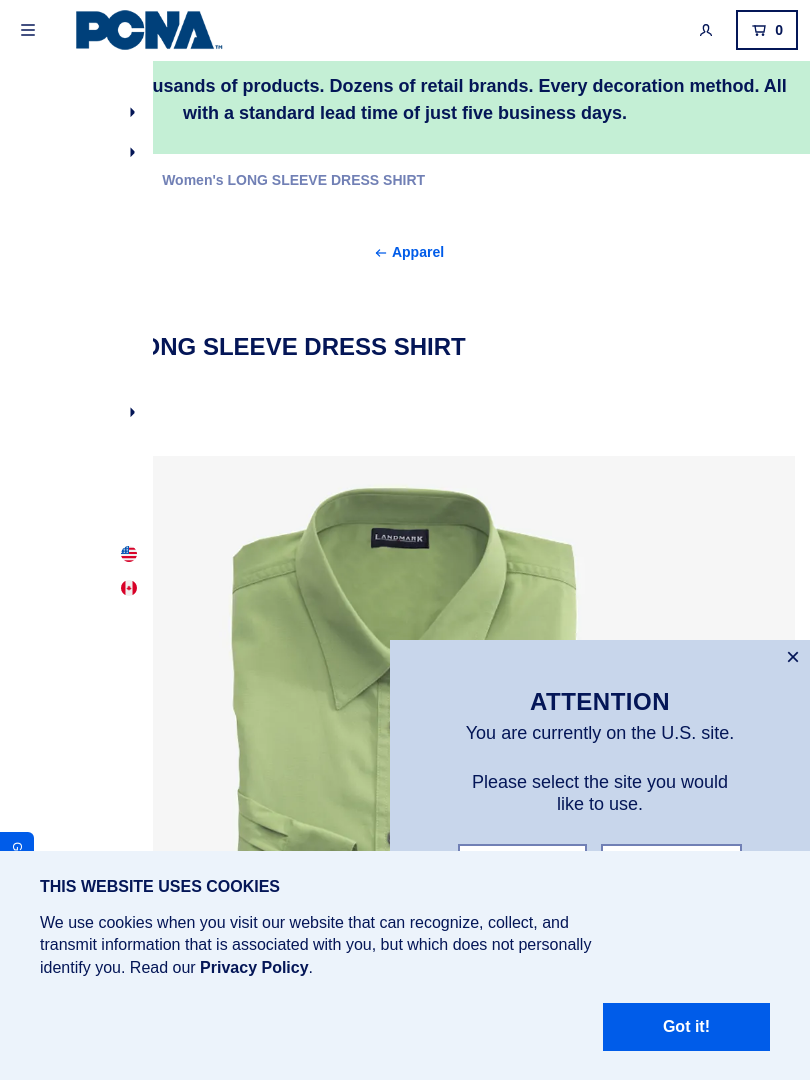 PCNA™
0
usands of products. Dozens of retail brands. Every decoration method. All
with a standard lead time of just five business days.
Women's LONG SLEEVE DRESS SHIRT
Apparel
ONG SLEEVE DRESS SHIRT
LANDMARK
ATTENTION
You are currently on the U.S. site.
Please select the site you would
like to use.
G
THIS WEBSITE USES COOKIES
We use cookies when you visit our website that can recognize, collect, and
transmit information that is associated with you, but which does not personally
identify you. Read our Privacy Policy.
Got it!